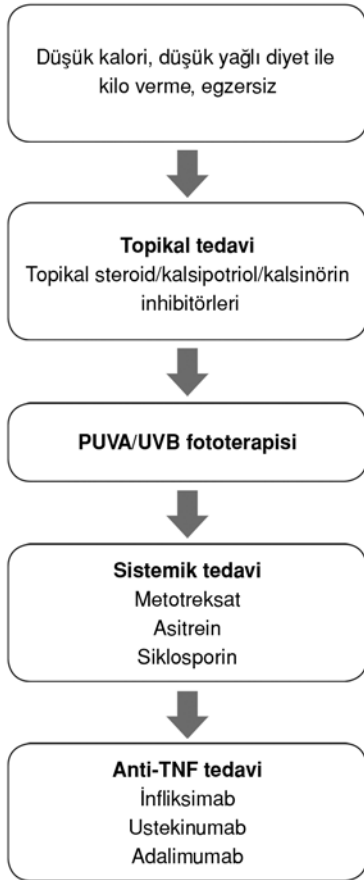 Düşük kalori, düşük yağlı diyet ile
kilo verme, egzersiz
Topikal tedavi
Topikal steroid/kalsipotriol/kalsinörin
inhibitörleri
PUVA/UVB fototerapisi
Sistemik tedavi
Metotreksat
Asitrein
Siklosporin
Anti-TNF tedavi
İnfliksimab
Ustekinumab
Adalimumab